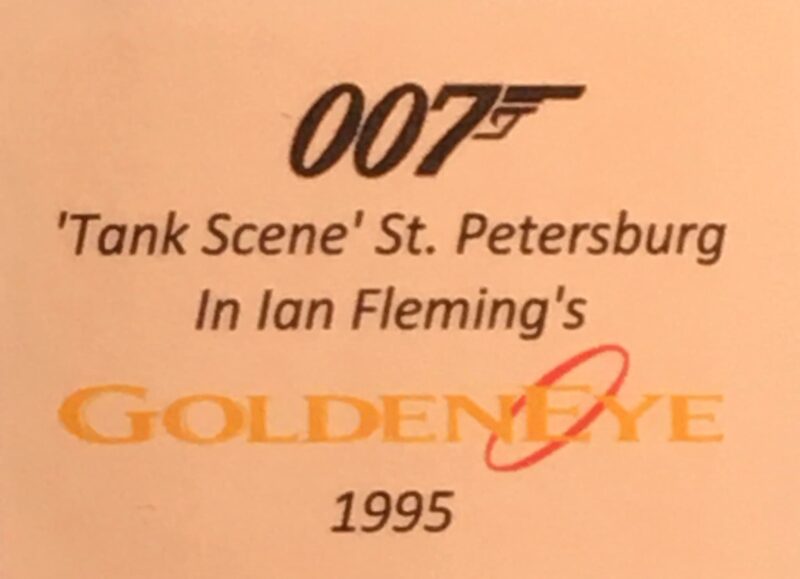 007
'Tank Scene' St. Petersburg
In Ian Fleming's
GOLDENEYE
1995